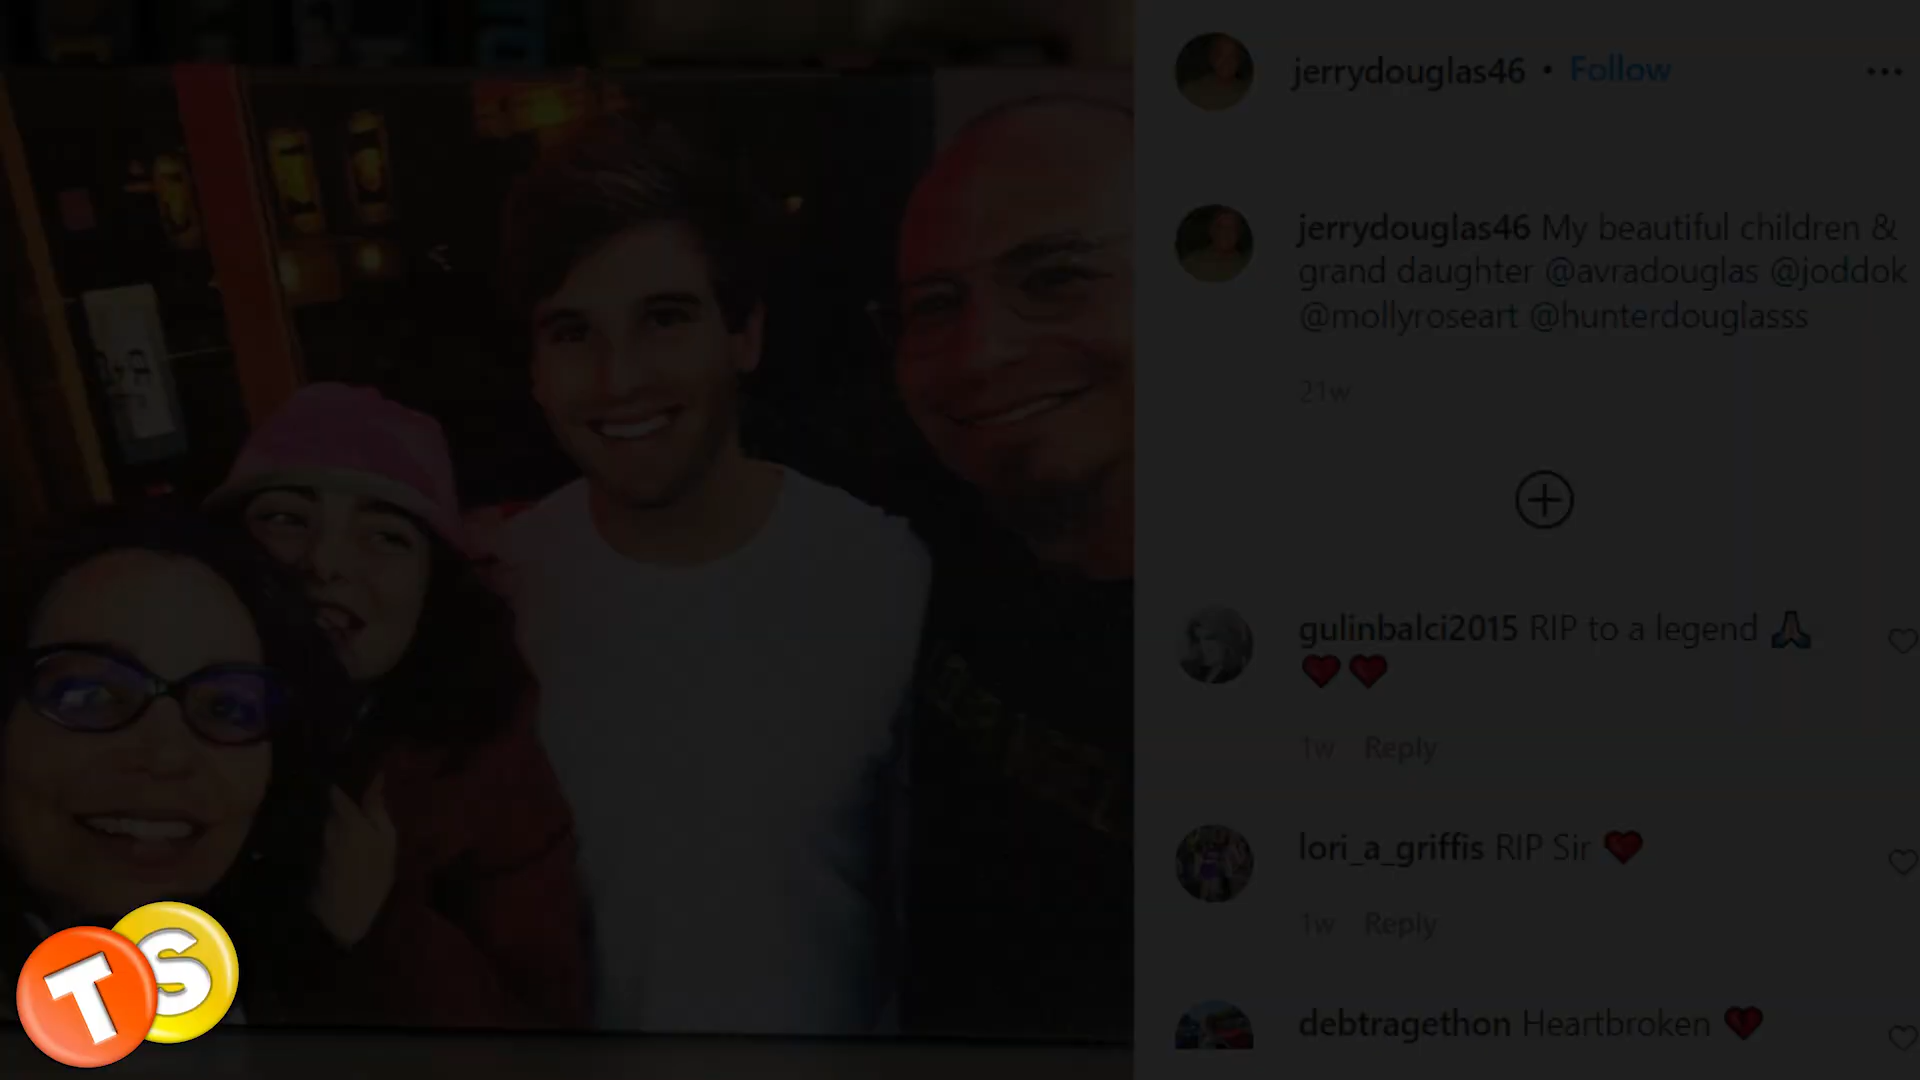 jerrydouglas46 • Follow
jerrydouglas46 My beautiful children &
grand daughter @avradouglas @joddok
@mollyroseart @hunterdouglasss
21w
gulinbalci2015 RIP to a legend 🙏🏻
❤️❤️
1w Reply
lori_a_griffis RIP Sir ❤️
1w Reply
debtragethon Heartbroken 💔
TS